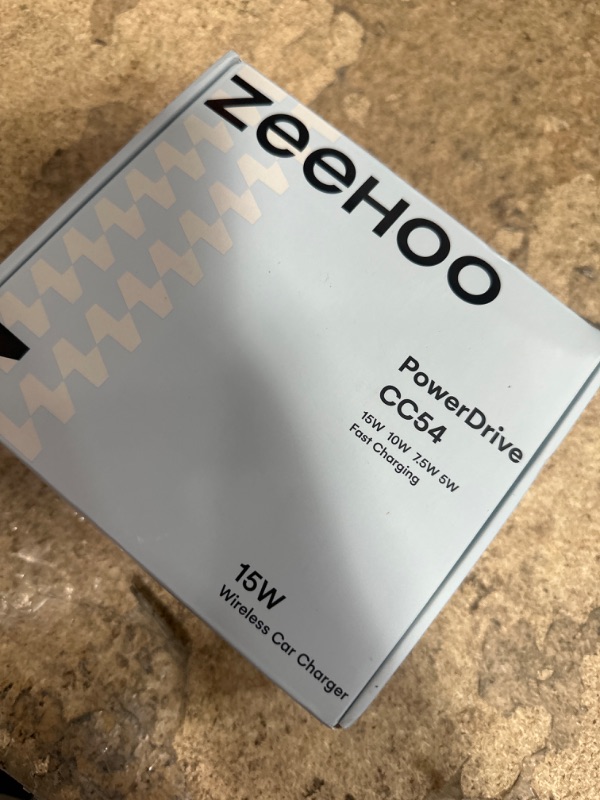 zeeHOO
PowerDrive
CC54
15W 10W 7.5W 5W
Fast Charging
15W
Wireless Car Charger